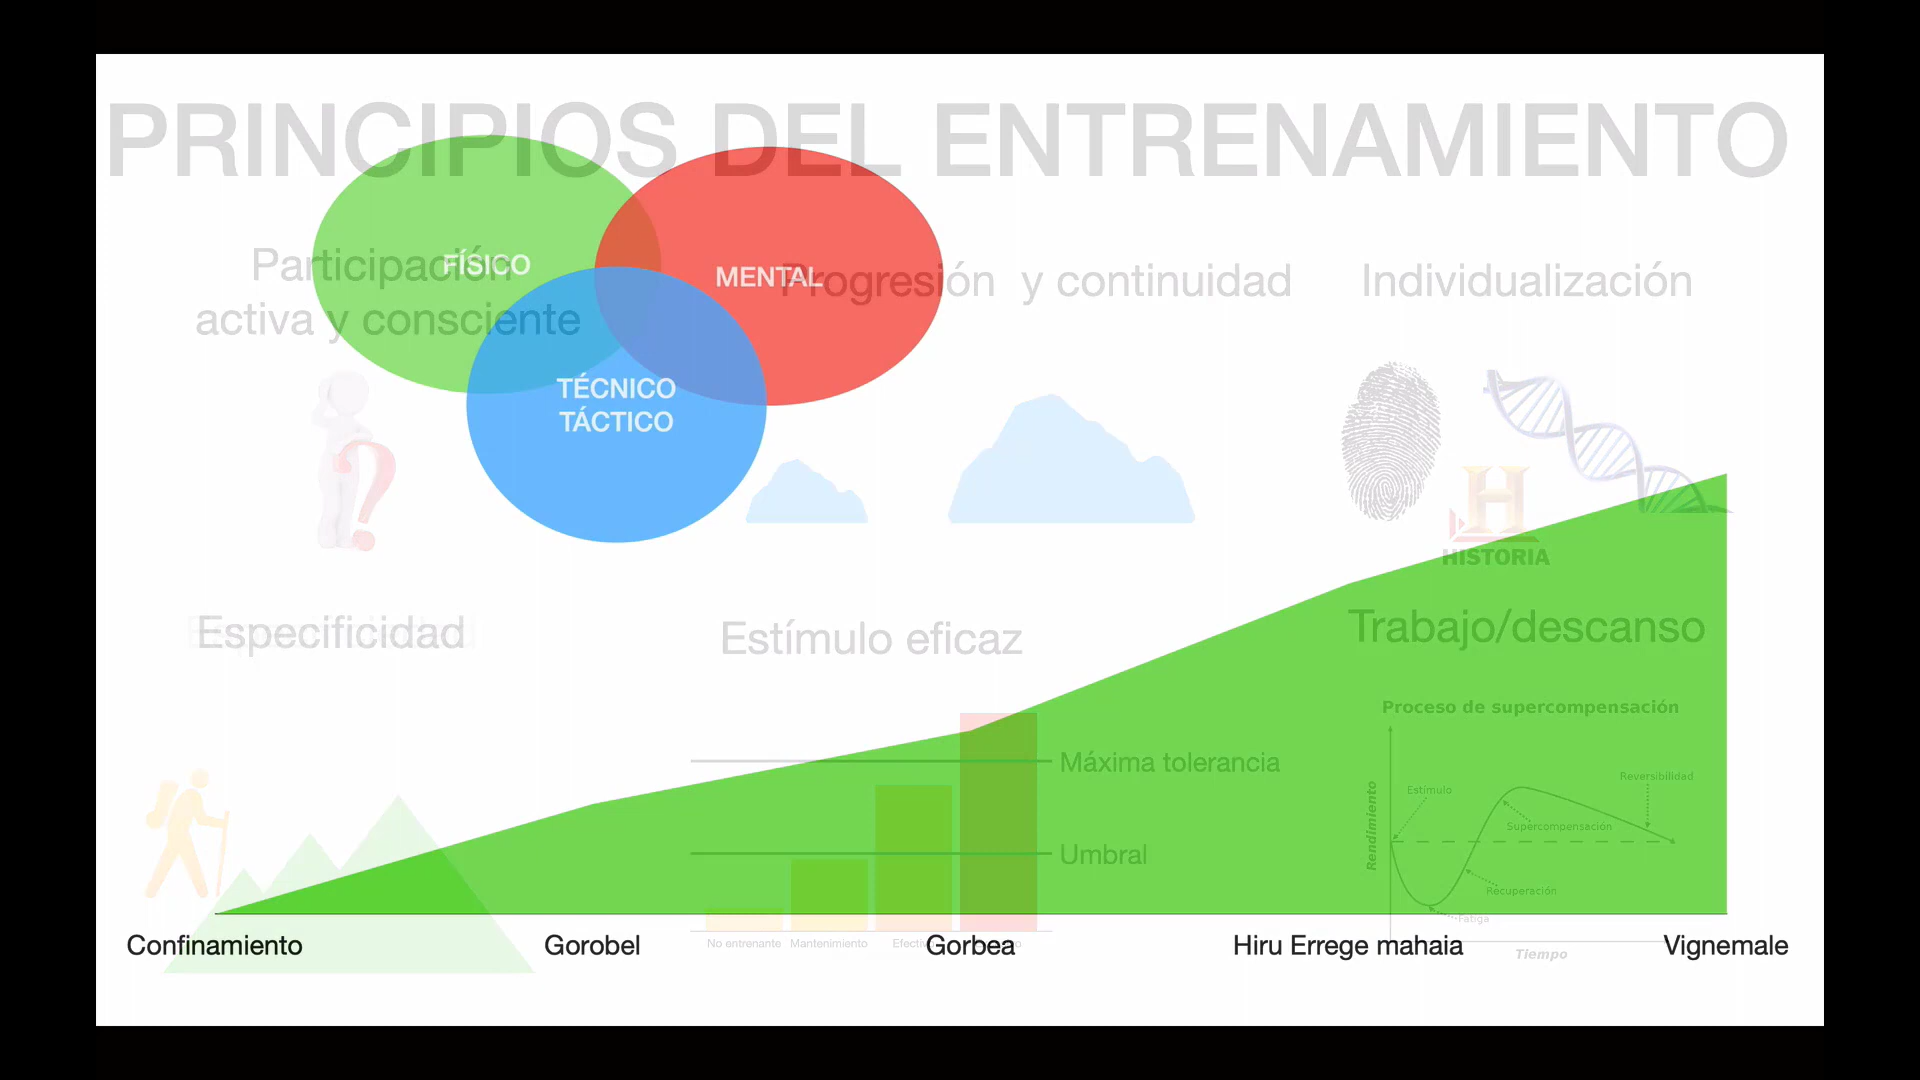 PRINCIPIOS DEL ENTRENAMIENTO
Participación
activa y consciente
FÍSICO
MENTAL
TÉCNICO
TÁCTICO
Progresión y continuidad
Individualización
H
HISTORIA
Especificidad
Estímulo eficaz
Trabajo/descanso
Máxima tolerancia
Umbral
No entrenante
Mantenimiento
Proceso de supercompensación
Rendimiento
Estímulo
Supercompensación
Reversibilidad
Recuperación
Fatiga
Tiempo
Confinamiento
Gorobel
Gorbea
Hiru Errege mahaia
Vignemale